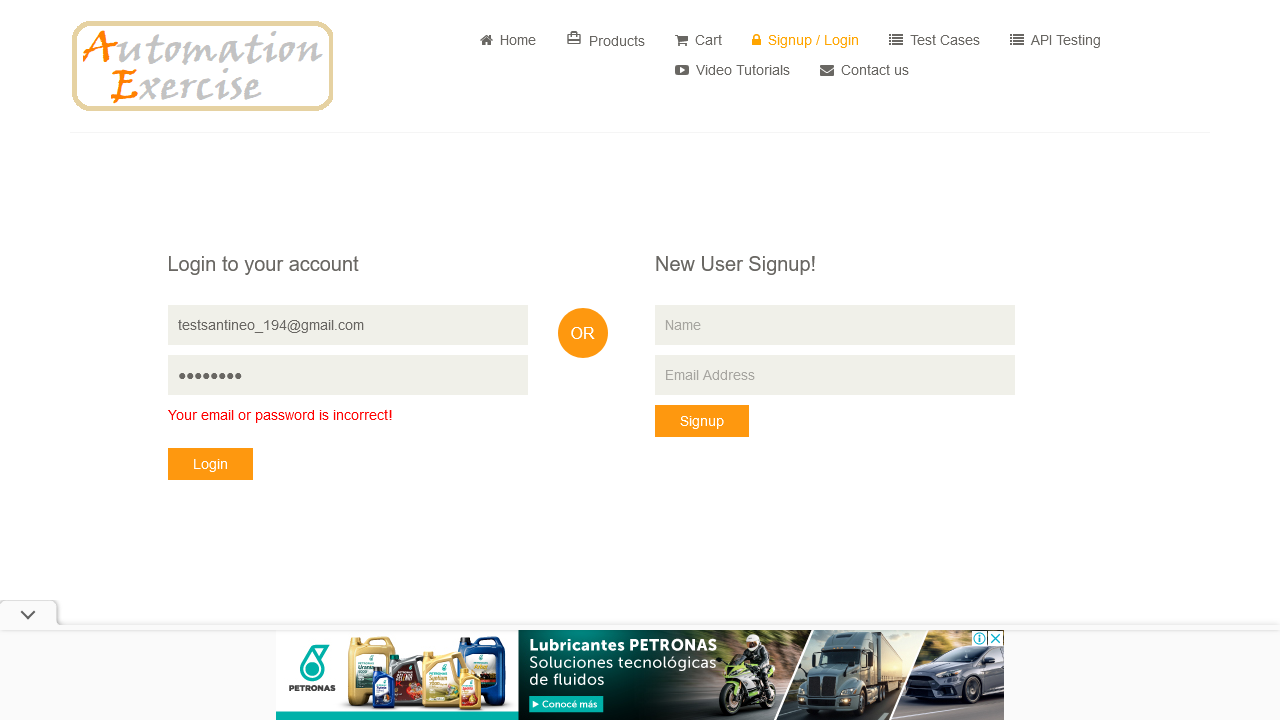 Automation
Exercise
Home
Products
Cart
Signup / Login
Test Cases
API Testing
Video Tutorials
Contact us
Login to your account
testsantineo_194@gmail.com
●●●●●●●●
Your email or password is incorrect!
Login
OR
New User Signup!
Name
Email Address
Signup
PETRONAS
Lubricantes PETRONAS
Soluciones tecnológicas
de fluidos
Conocé más